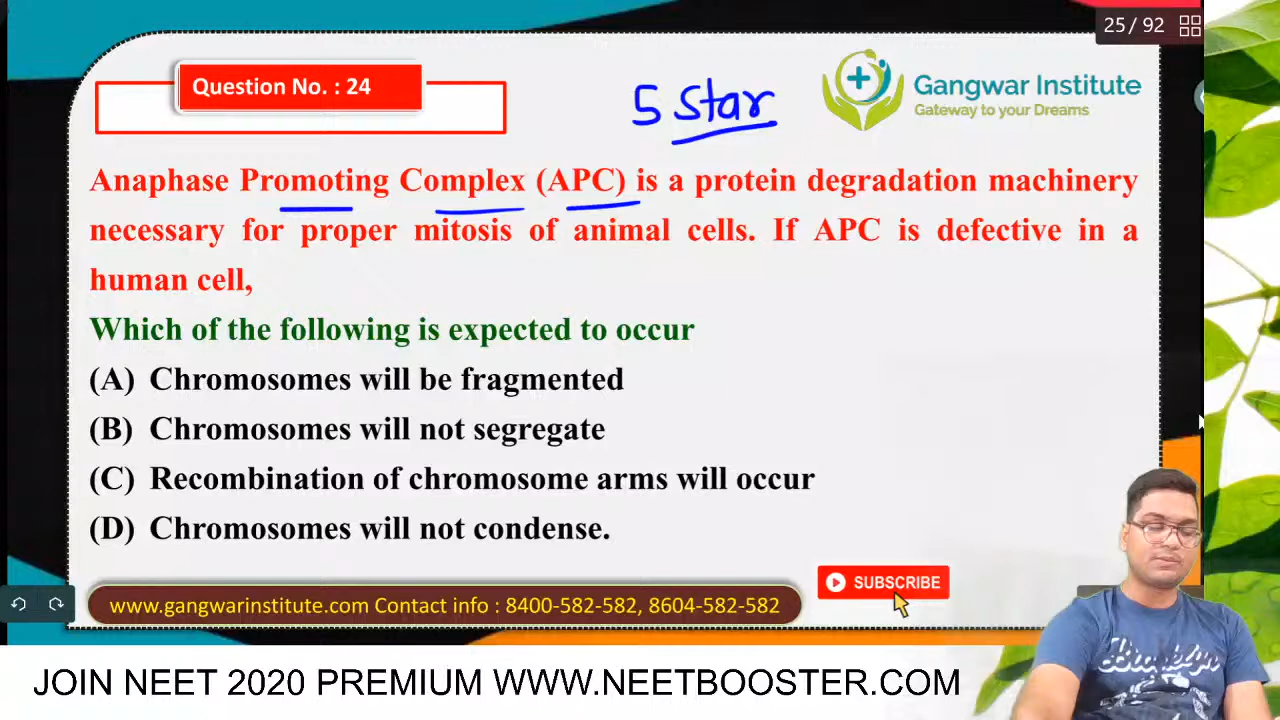 25 / 92
Question No. : 24
5 Star
Gangwar Institute
Gateway to your Dreams
Anaphase Promoting Complex (APC) is a protein degradation machinery
necessary for proper mitosis of animal cells. If APC is defective in a
human cell,
Which of the following is expected to occur
(A) Chromosomes will be fragmented
(B) Chromosomes will not segregate
(C) Recombination of chromosome arms will occur
(D) Chromosomes will not condense.
SUBSCRIBE
www.gangwarinstitute.com Contact info : 8400-582-582, 8604-582-582
Brooklyn
JOIN NEET 2020 PREMIUM WWW.NEETBOOSTER.COM